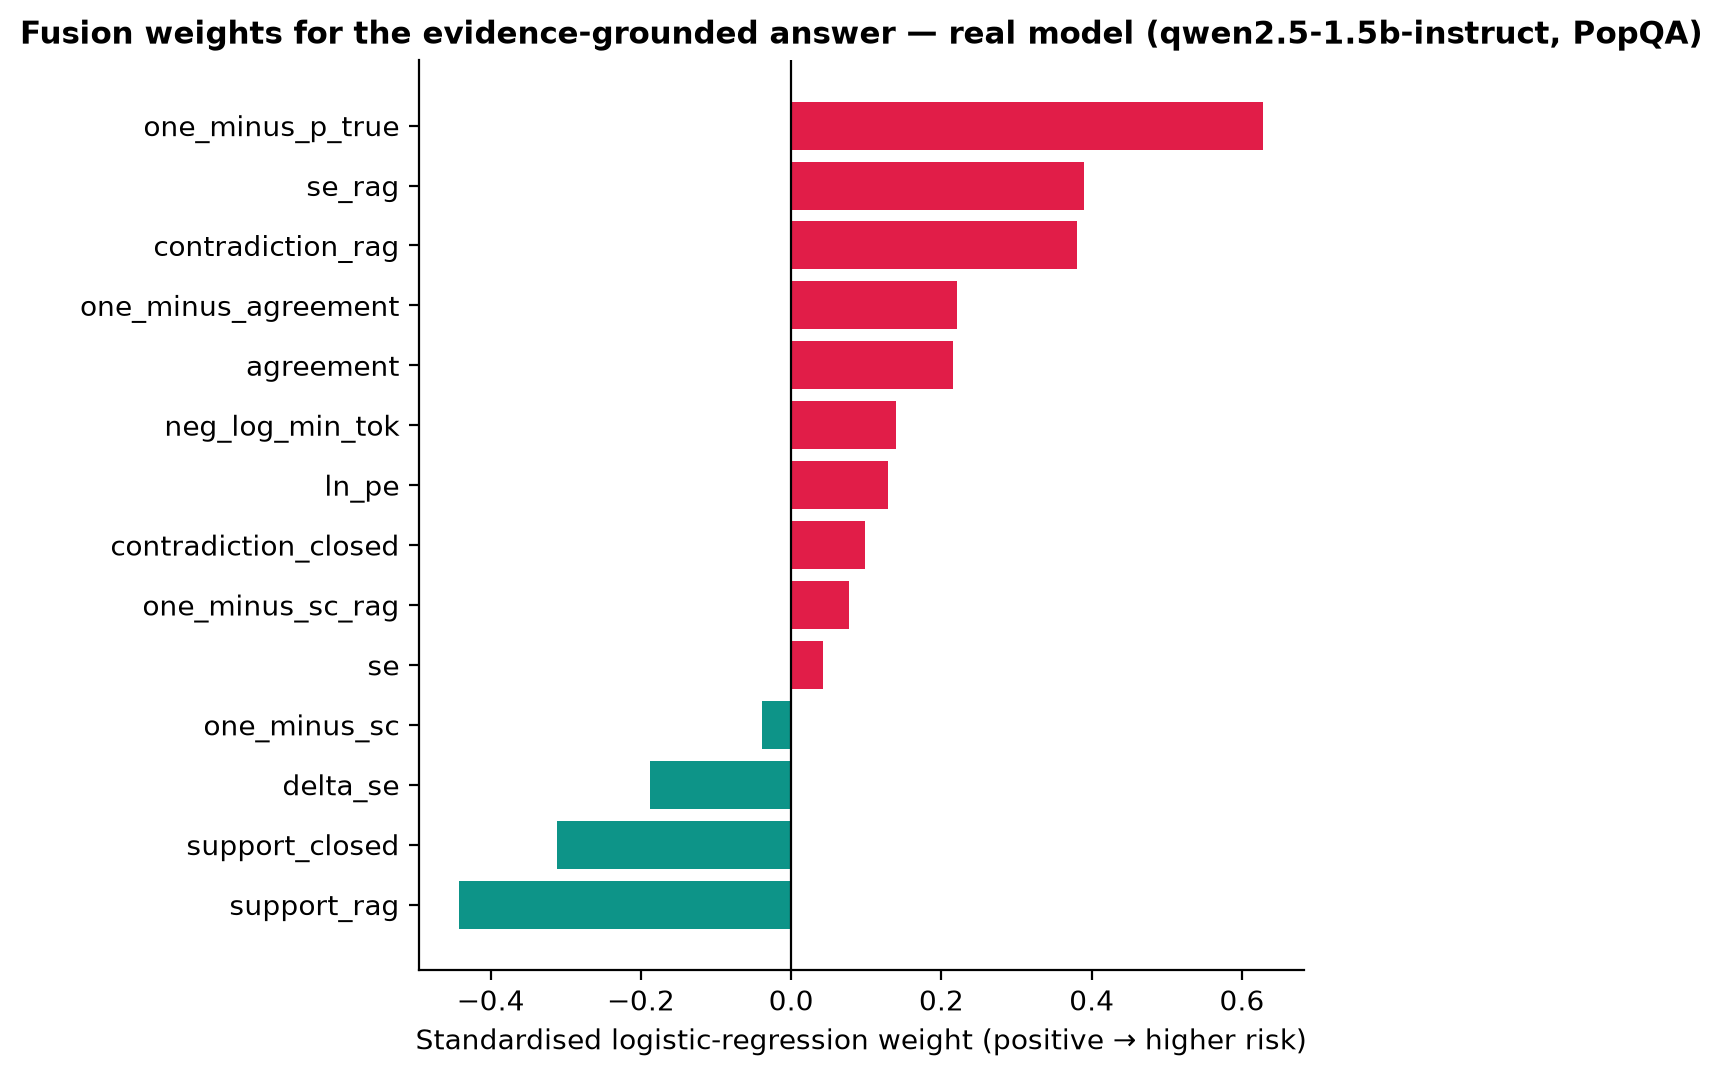 Fusion weights for the evidence-grounded answer — real model (qwen2.5-1.5b-instruct, PopQA)
one_minus_p_true
se_rag
contradiction_rag
one_minus_agreement
agreement
neg_log_min_tok
ln_pe
contradiction_closed
one_minus_sc_rag
se
one_minus_sc
delta_se
support_closed
support_rag
−0.4 −0.2 0.0 0.2 0.4 0.6
Standardised logistic-regression weight (positive → higher risk)